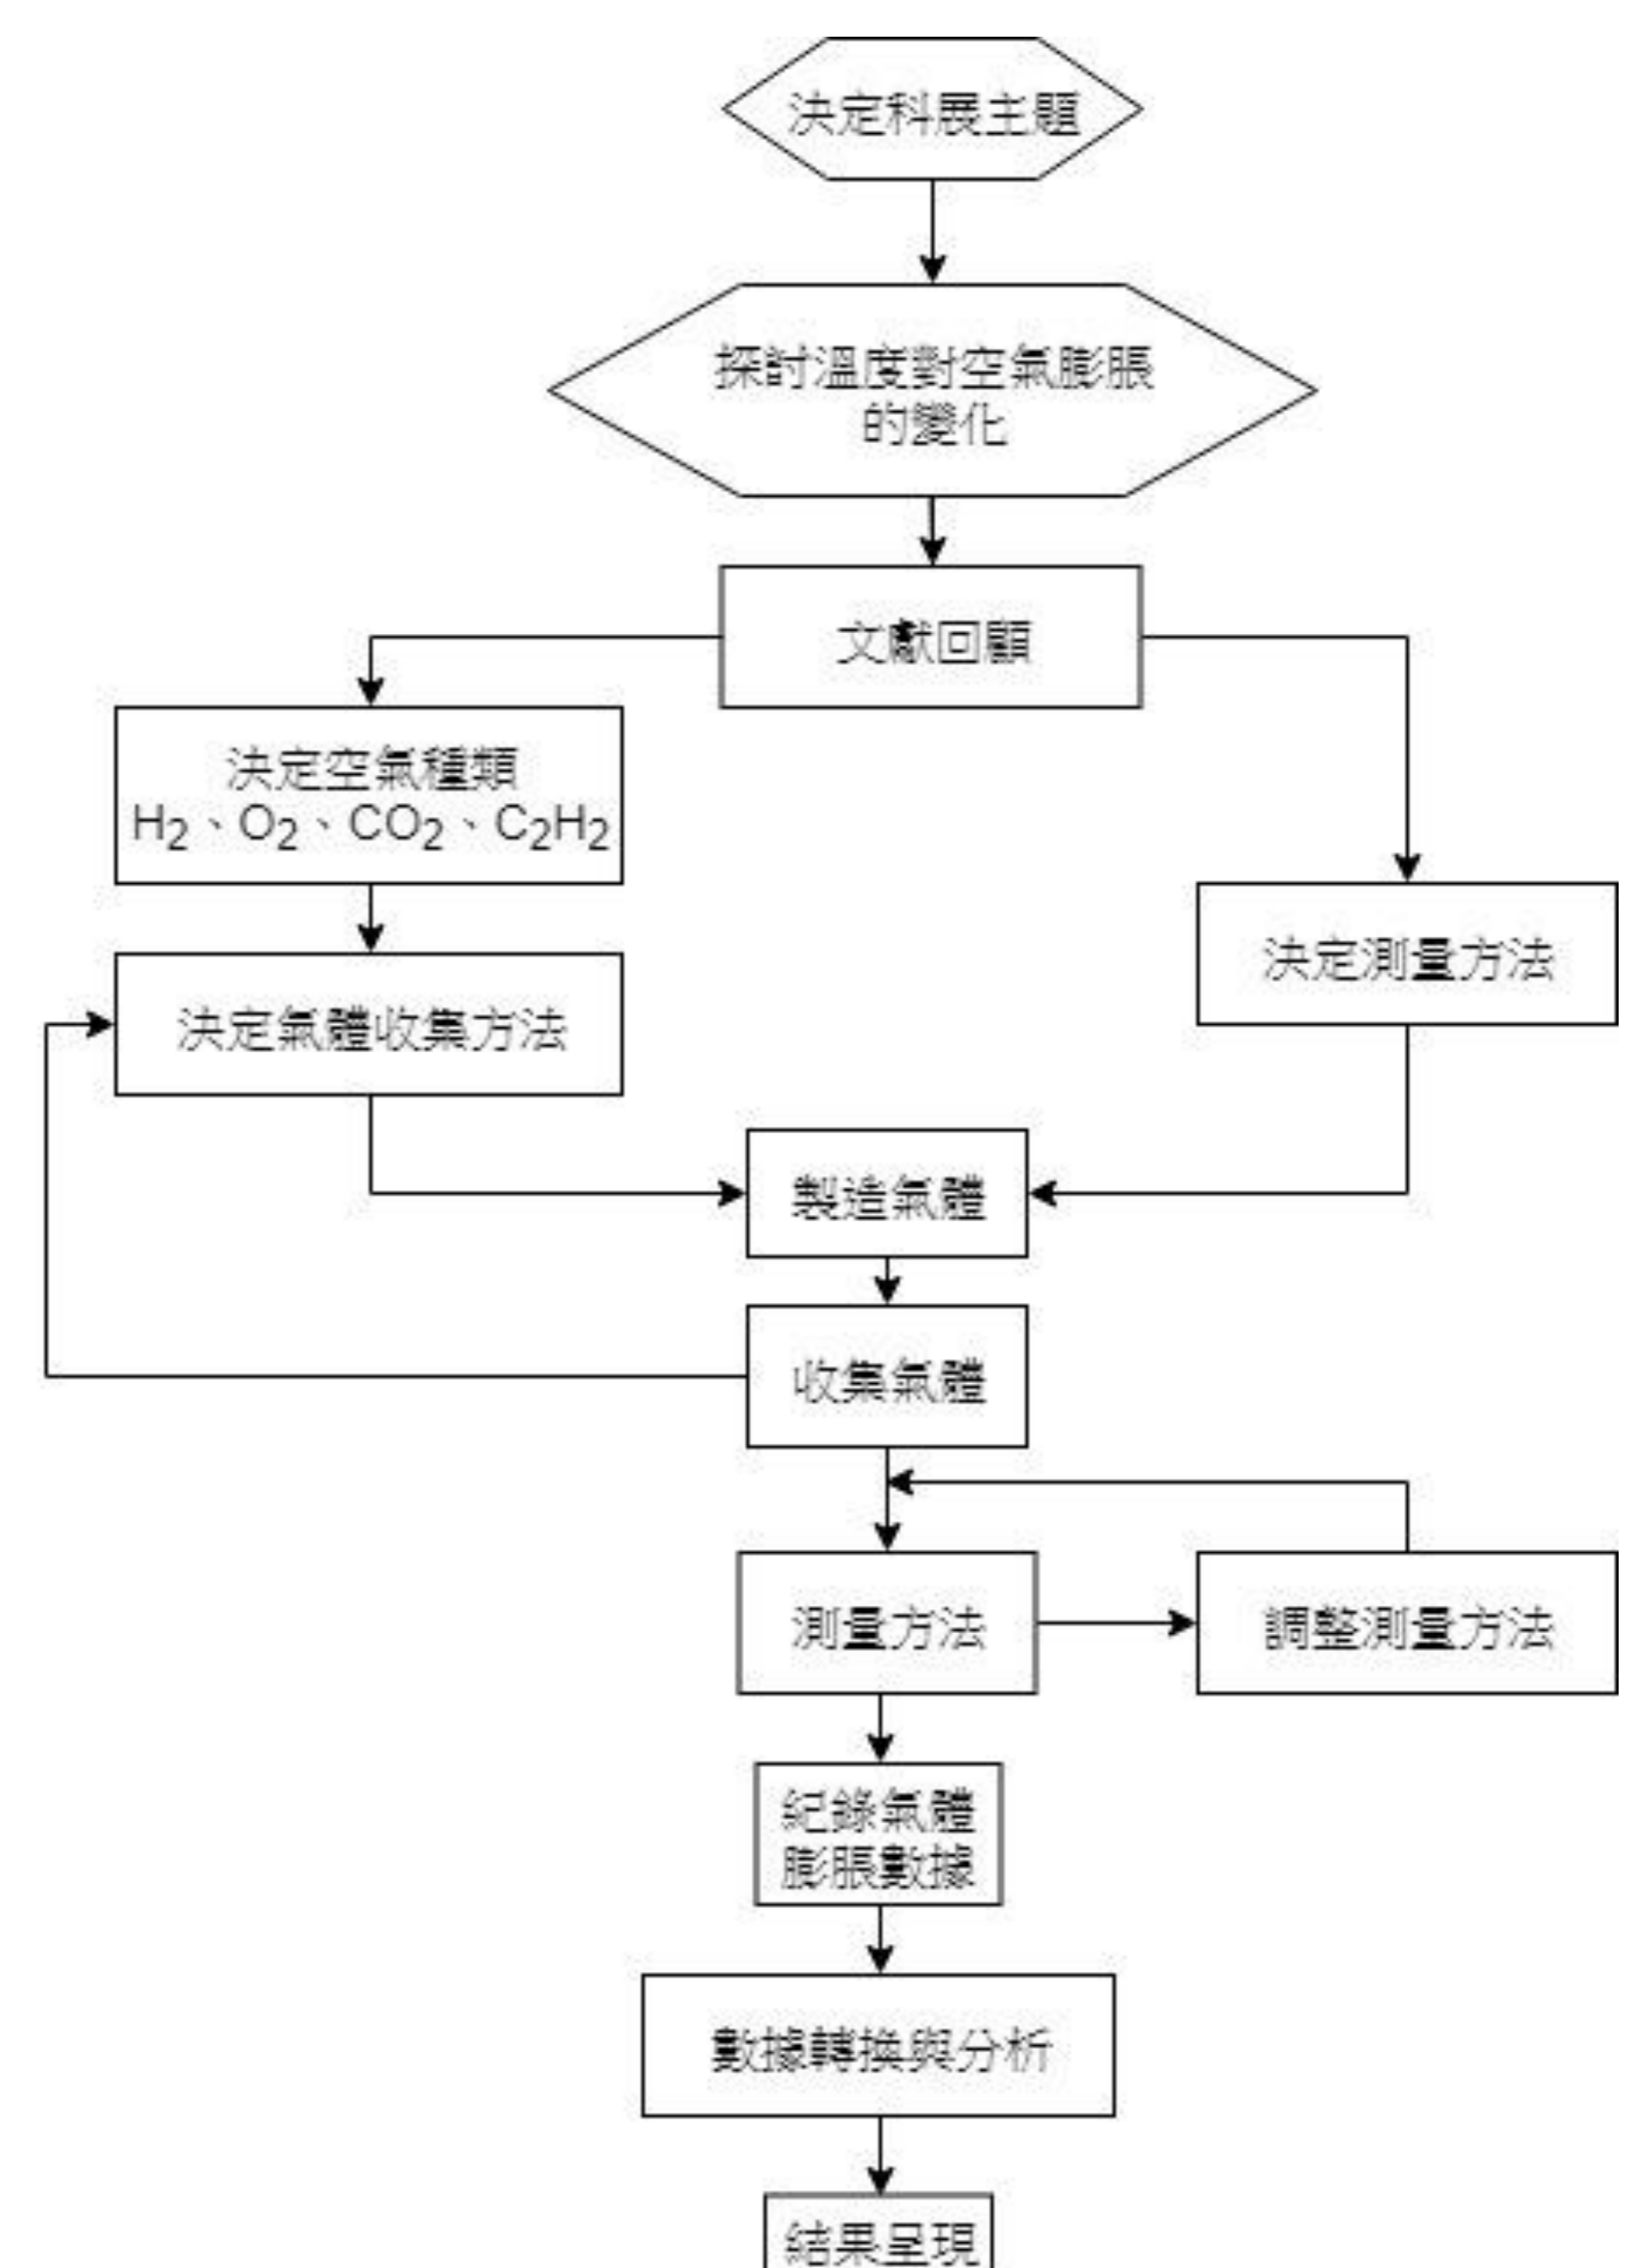 決定科展主題
探討溫度對空氣膨脹
的變化
文獻回顧
決定空氣種類
H₂、O₂、CO₂、C₂H₂
決定測量方法
決定氣體收集方法
製造氣體
收集氣體
測量方法
調整測量方法
紀錄氣體
膨脹數據
數據轉換與分析
結果呈現